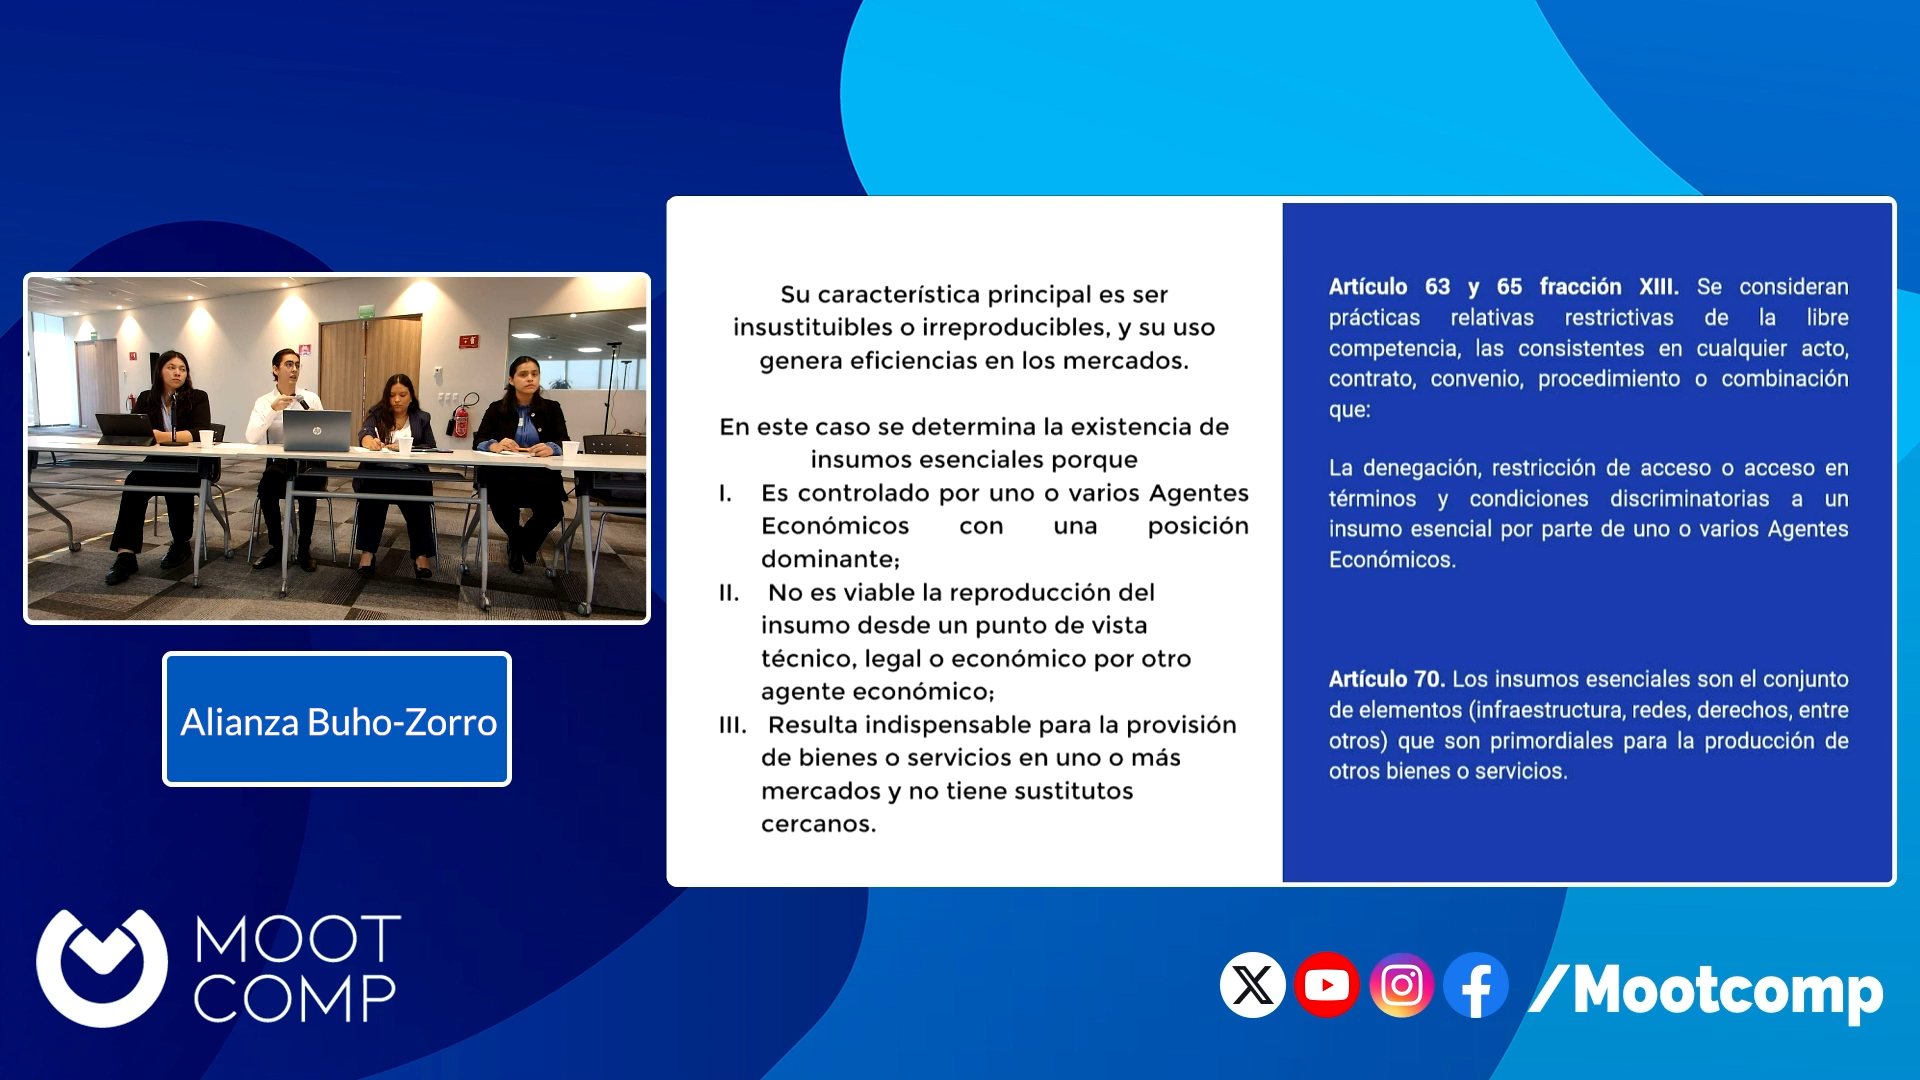 Su característica principal es ser
insustituibles o irreproducibles, y su uso
genera eficiencias en los mercados.
En este caso se determina la existencia de
insumos esenciales porque
I. Es controlado por uno o varios Agentes
Económicos con una posición
dominante;
II. No es viable la reproducción del
insumo desde un punto de vista
técnico, legal o económico por otro
agente económico;
III. Resulta indispensable para la provisión
de bienes o servicios en uno o más
mercados y no tiene sustitutos
cercanos.
Artículo 63 y 65 fracción XIII. Se consideran
prácticas relativas restrictivas de la libre
competencia, las consistentes en cualquier acto,
contrato, convenio, procedimiento o combinación
que:
La denegación, restricción de acceso o acceso en
términos y condiciones discriminatorias a un
insumo esencial por parte de uno o varios Agentes
Económicos.
Artículo 70. Los insumos esenciales son el conjunto
de elementos (infraestructura, redes, derechos, entre
otros) que son primordiales para la producción de
otros bienes o servicios.
hp
Alianza Buho-Zorro
MOOT
COMP
/Mootcomp